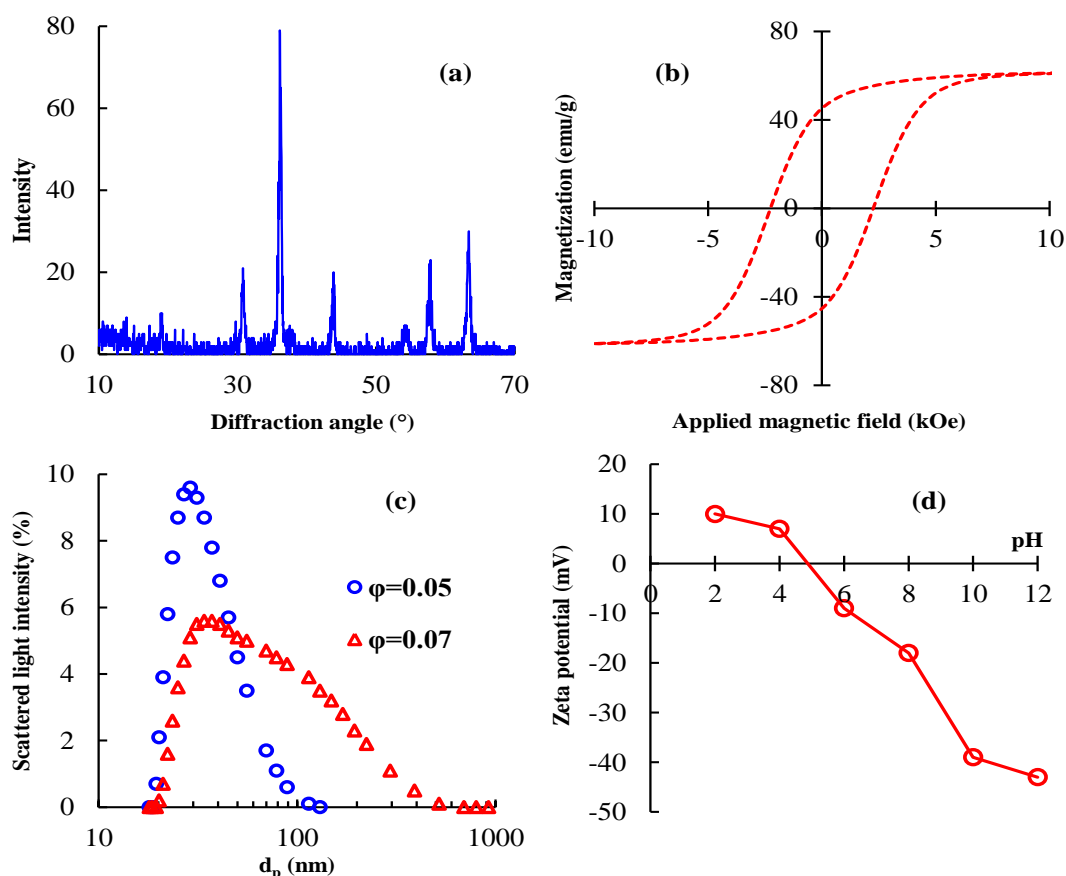 (a)
Intensity
80
60
40
20
0
10 30 50 70
Diffraction angle (°)
(b)
Magnetization (emu/g)
80
40
0
-40
-80
-10 -5 0 5 10
Applied magnetic field (kOe)
(c)
Scattered light intensity (%)
10
8
6
4
2
0
φ=0.05
φ=0.07
10 100 1000
dp (nm)
(d)
Zeta potential (mV)
20
10
0
-10
-20
-30
-40
-50
pH
0 2 4 6 8 10 12